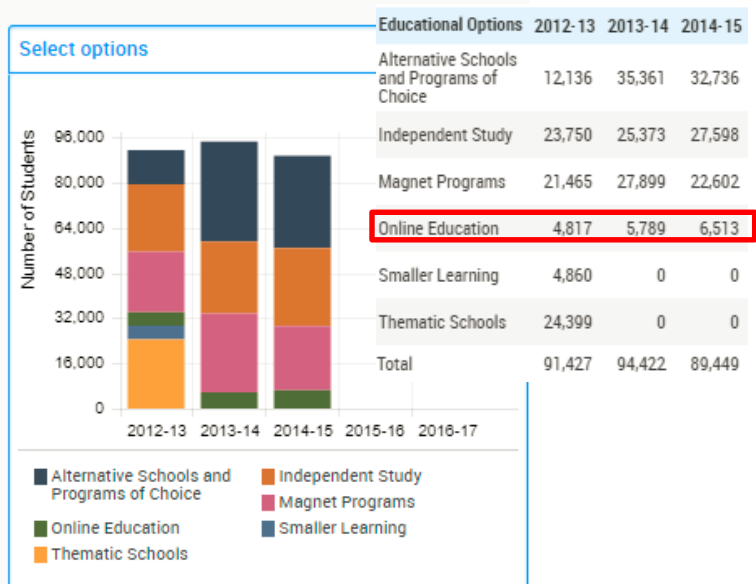 Select options
Number of Students
96,000
80,000
64,000
48,000
32,000
16,000
0
2012-13 2013-14 2014-15 2015-16 2016-17
Alternative Schools and
Programs of Choice
Online Education
Thematic Schools
Independent Study
Magnet Programs
Smaller Learning
Educational Options 2012-13 2013-14 2014-15
Alternative Schools
and Programs of
Choice
12,136 35,361 32,736
Independent Study 23,750 25,373 27,598
Magnet Programs 21,465 27,899 22,602
Online Education 4,817 5,789 6,513
Smaller Learning 4,860 0 0
Thematic Schools 24,399 0 0
Total 91,427 94,422 89,449